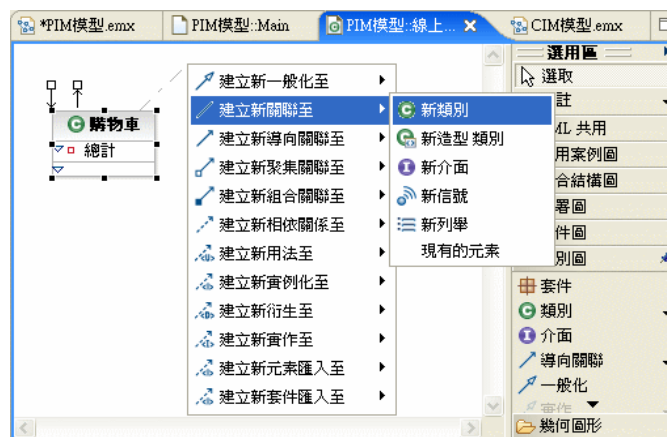 *PIM模型.emx
PIM模型::Main
PIM模型::線上...
CIM模型.emx
選用區
選取
註
ML 共用
用案例圖
合結構圖
署圖
件圖
別圖
套件
類別
介面
導向關聯
一般化
實作
幾何圖形
購物車
總計
建立新一般化至
建立新關聯至
建立新導向關聯至
建立新聚集關聯至
建立新組合關聯至
建立新相依關係至
建立新用法至
建立新實例化至
建立新衍生至
建立新實作至
建立新元素匯入至
建立新套件匯入至
新類別
新造型 類別
新介面
新信號
新列舉
現有的元素